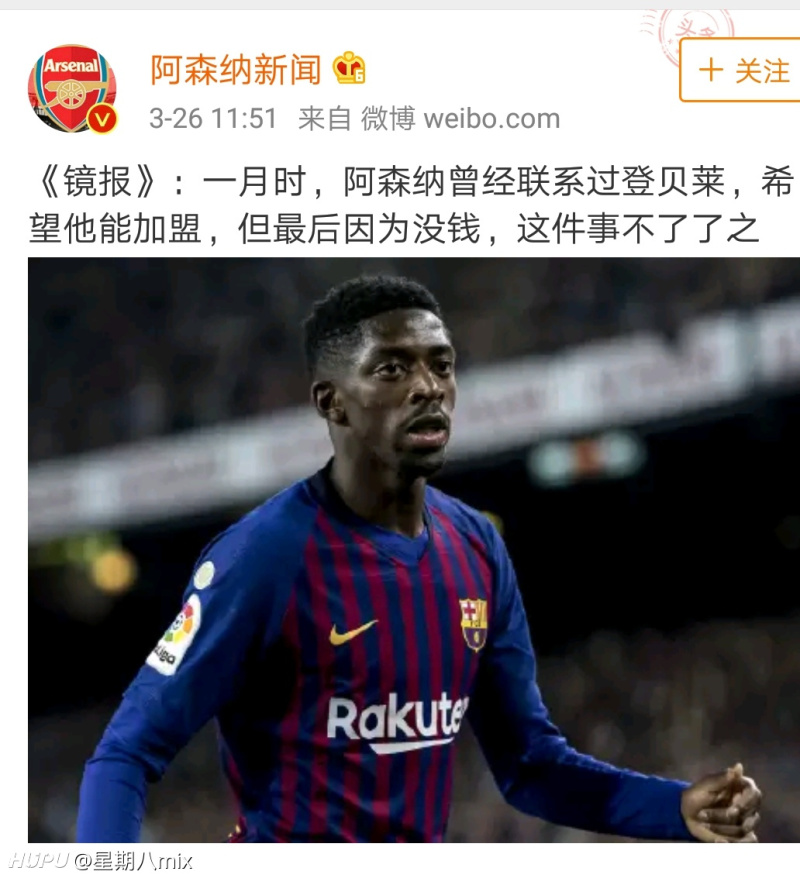 头条
Arsenal
阿森纳新闻
+ 关注
3-26 11:51 来自 微博 weibo.com
《镜报》:一月时,阿森纳曾经联系过登贝莱,希
望他能加盟,但最后因为没钱,这件事不了了之
LaLiga
Rakuten
HUPU @星期八mix